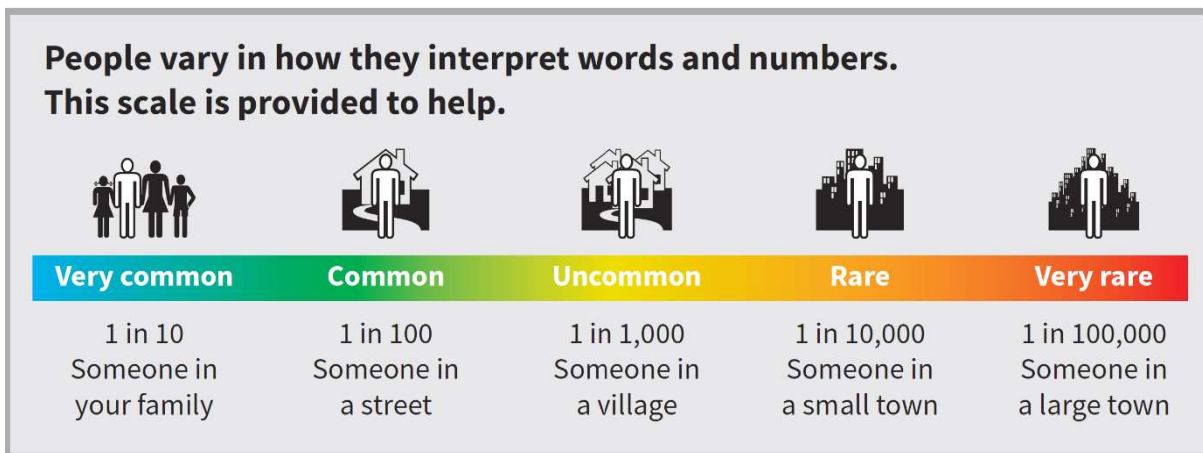 People vary in how they interpret words and numbers.
This scale is provided to help.
Very common
Common
Uncommon
Rare
Very rare
1 in 10
Someone in
your family
1 in 100
Someone in
a street
1 in 1,000
Someone in
a village
1 in 10,000
Someone in
a small town
1 in 100,000
Someone in
a large town